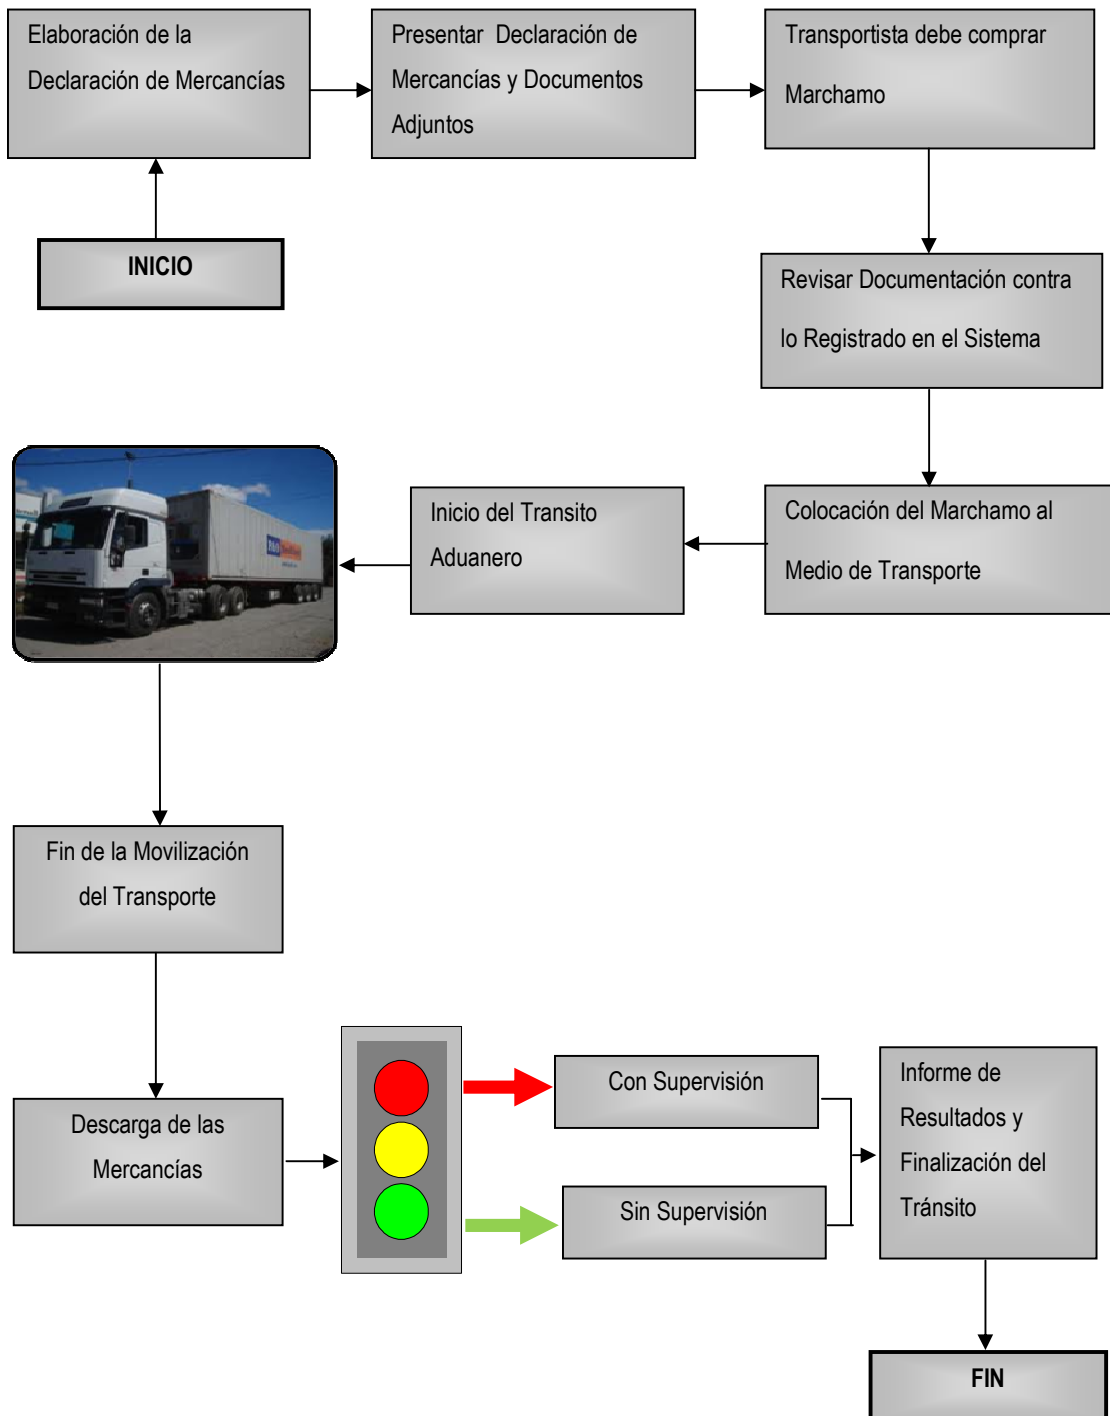 Elaboración de la
Declaración de Mercancías
Presentar Declaración de
Mercancías y Documentos
Adjuntos
Transportista debe comprar
Marchamo
INICIO
Revisar Documentación contra
lo Registrado en el Sistema
Colocación del Marchamo al
Medio de Transporte
Inicio del Transito
Aduanero
Fin de la Movilización
del Transporte
Descarga de las
Mercancías
Con Supervisión
Sin Supervisión
Informe de
Resultados y
Finalización del
Tránsito
FIN